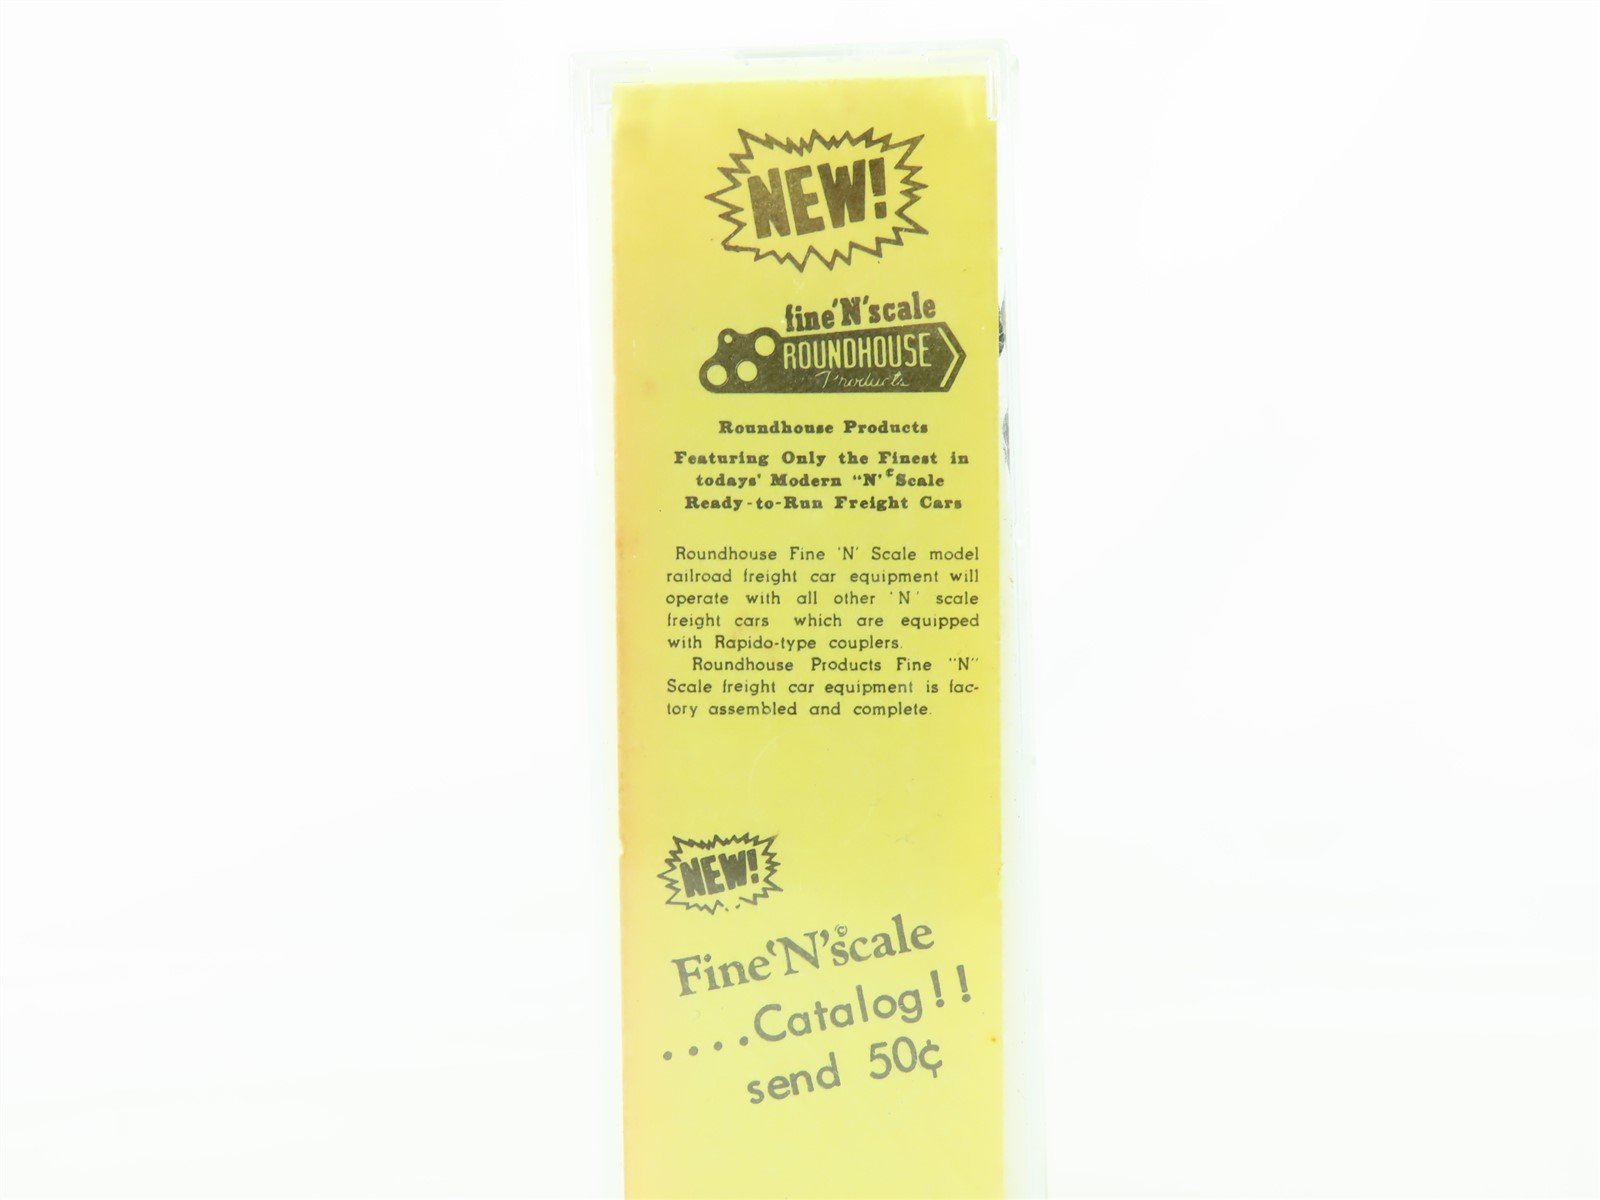 NEW!
fine'N'scale
ROUNDHOUSE
Products
Roundhouse Products
Featuring Only the Finest in
todays' Modern "N'© Scale
Ready-to-Run Freight Cars
Roundhouse Fine 'N' Scale model
railroad freight car equipment will
operate with all other 'N' scale
freight cars which are equipped
with Rapido-type couplers.
Roundhouse Products Fine "N"
Scale freight car equipment is fac-
tory assembled and complete.
NEW!
Fine'N'©scale
....Catalog!!
send 50¢